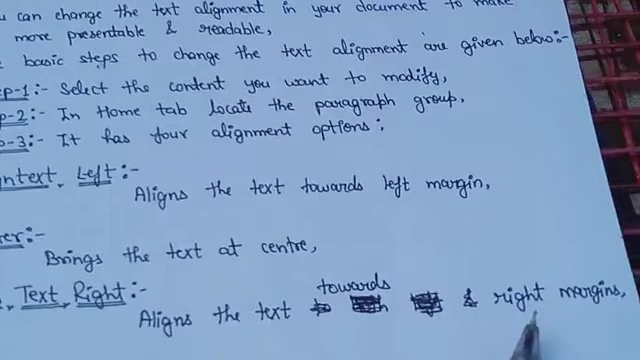 can change the text alignment in your document to make
more presentable & readable,
basic steps to change the text alignment are given below:-
p-1:- Select the content you want to modify,
p-2:- In Home tab locate the paragraph group,
p-3:- It has four alignment options:
ntext, Left:-
Aligns the text towards left margin,
er:-
Brings the text at centre,
Text, Right:-
towards
Aligns the text & right margins,